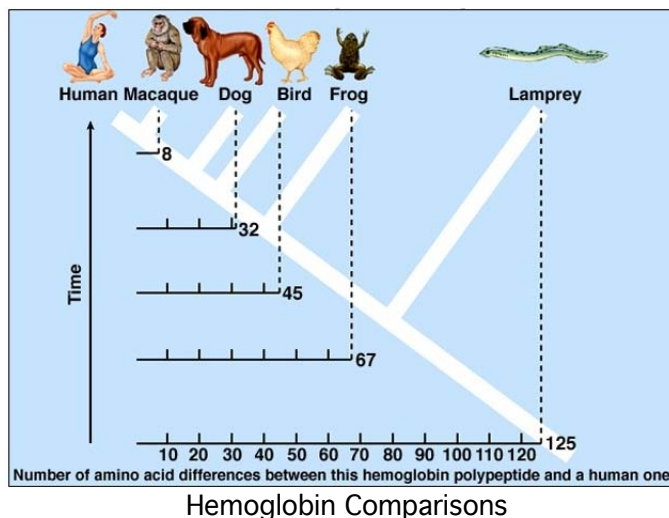 Human Macaque Dog Bird Frog Lamprey
8
32
45
67
125
Time
10 20 30 40 50 60 70 80 90 100 110 120
Number of amino acid differences between this hemoglobin polypeptide and a human one
Hemoglobin Comparisons